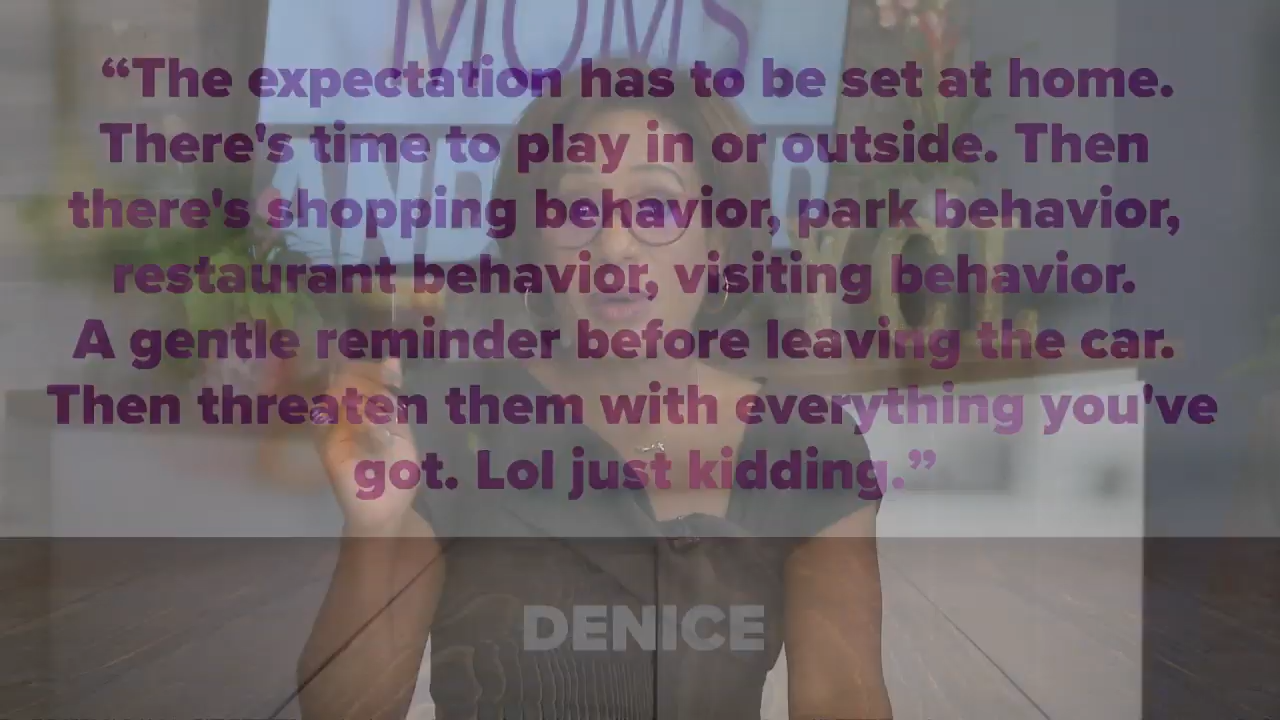 MOMS
“The expectation has to be set at home.
There's time to play in or outside. Then
there's shopping behavior, park behavior,
restaurant behavior, visiting behavior.
A gentle reminder before leaving the car.
Then threaten them with everything you've
got. Lol just kidding.”
AND
DENICE